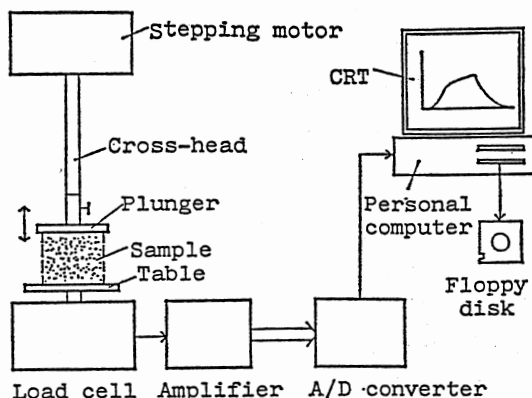 Stepping motor
CRT
Cross-head
Plunger
Sample
Table
Personal
computer
Floppy
disk
Load cell
Amplifier
A/D converter